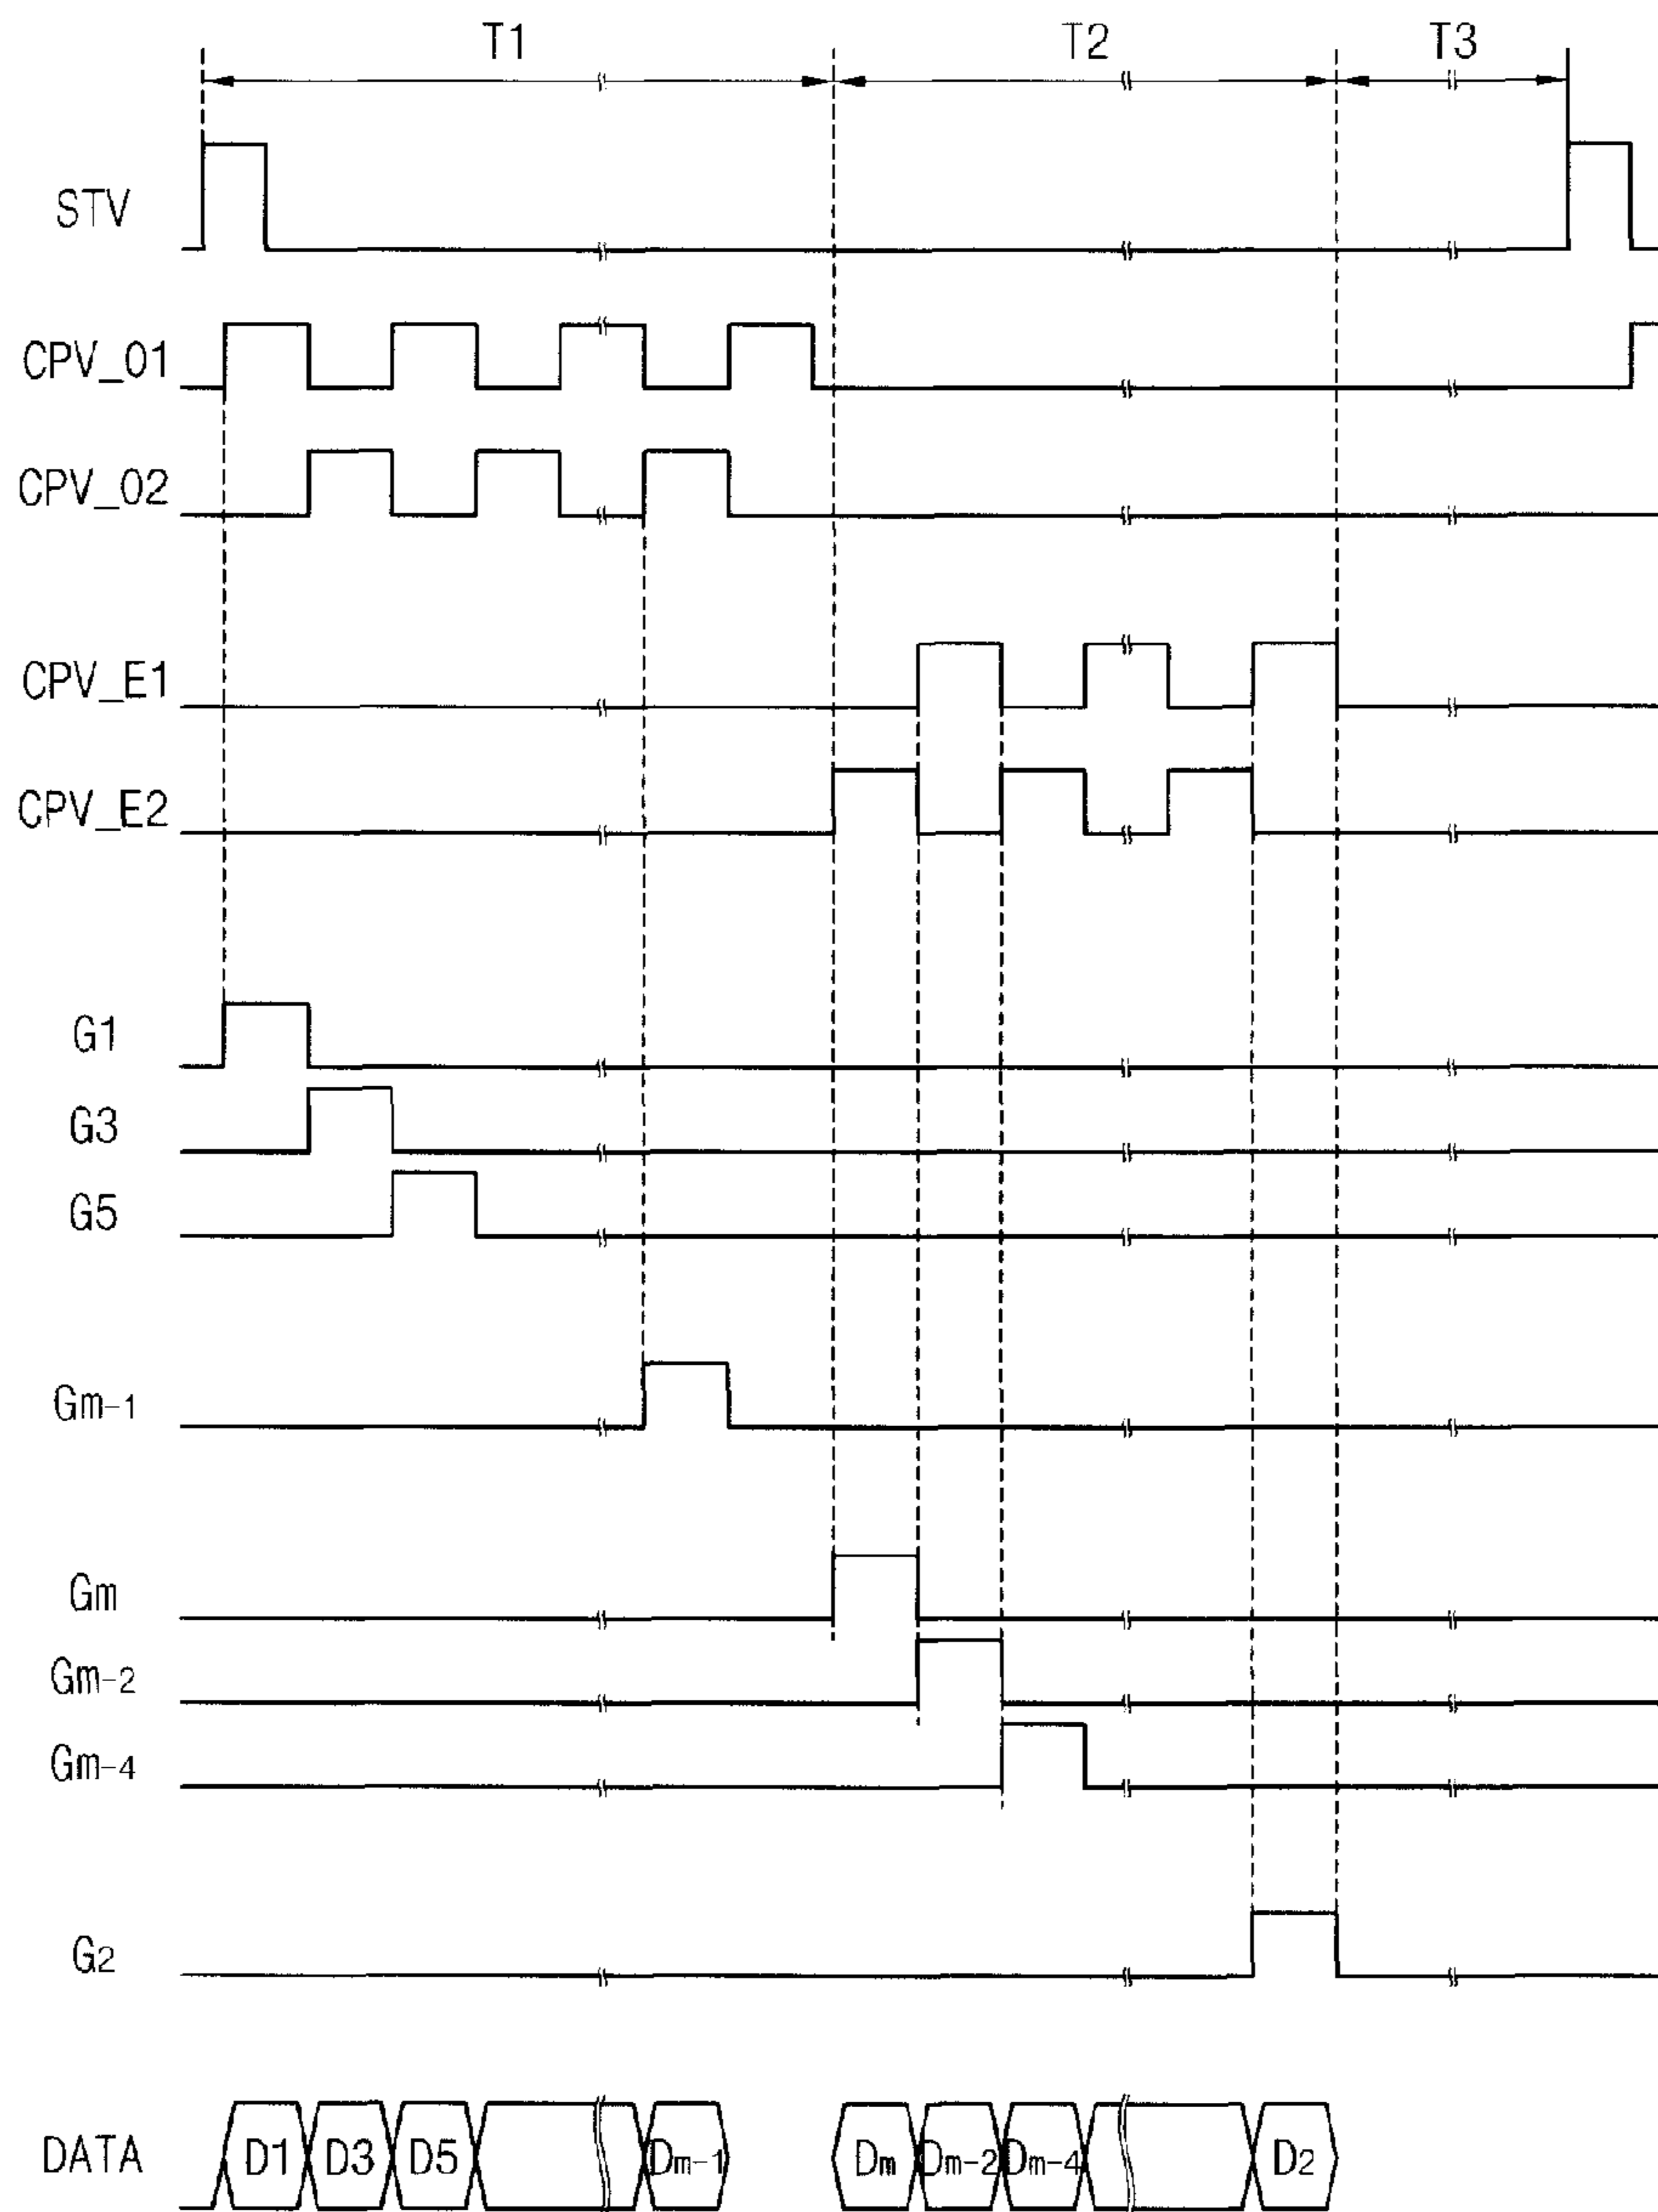 T1 T2 T3
STV
CPV_01
CPV_02
CPV_E1
CPV_E2
G1
G3
G5
Gm-1
Gm
Gm-2
Gm-4
G2
DATA D1 D3 D5 Dm-1 Dm Dm-2 Dm-4 D2